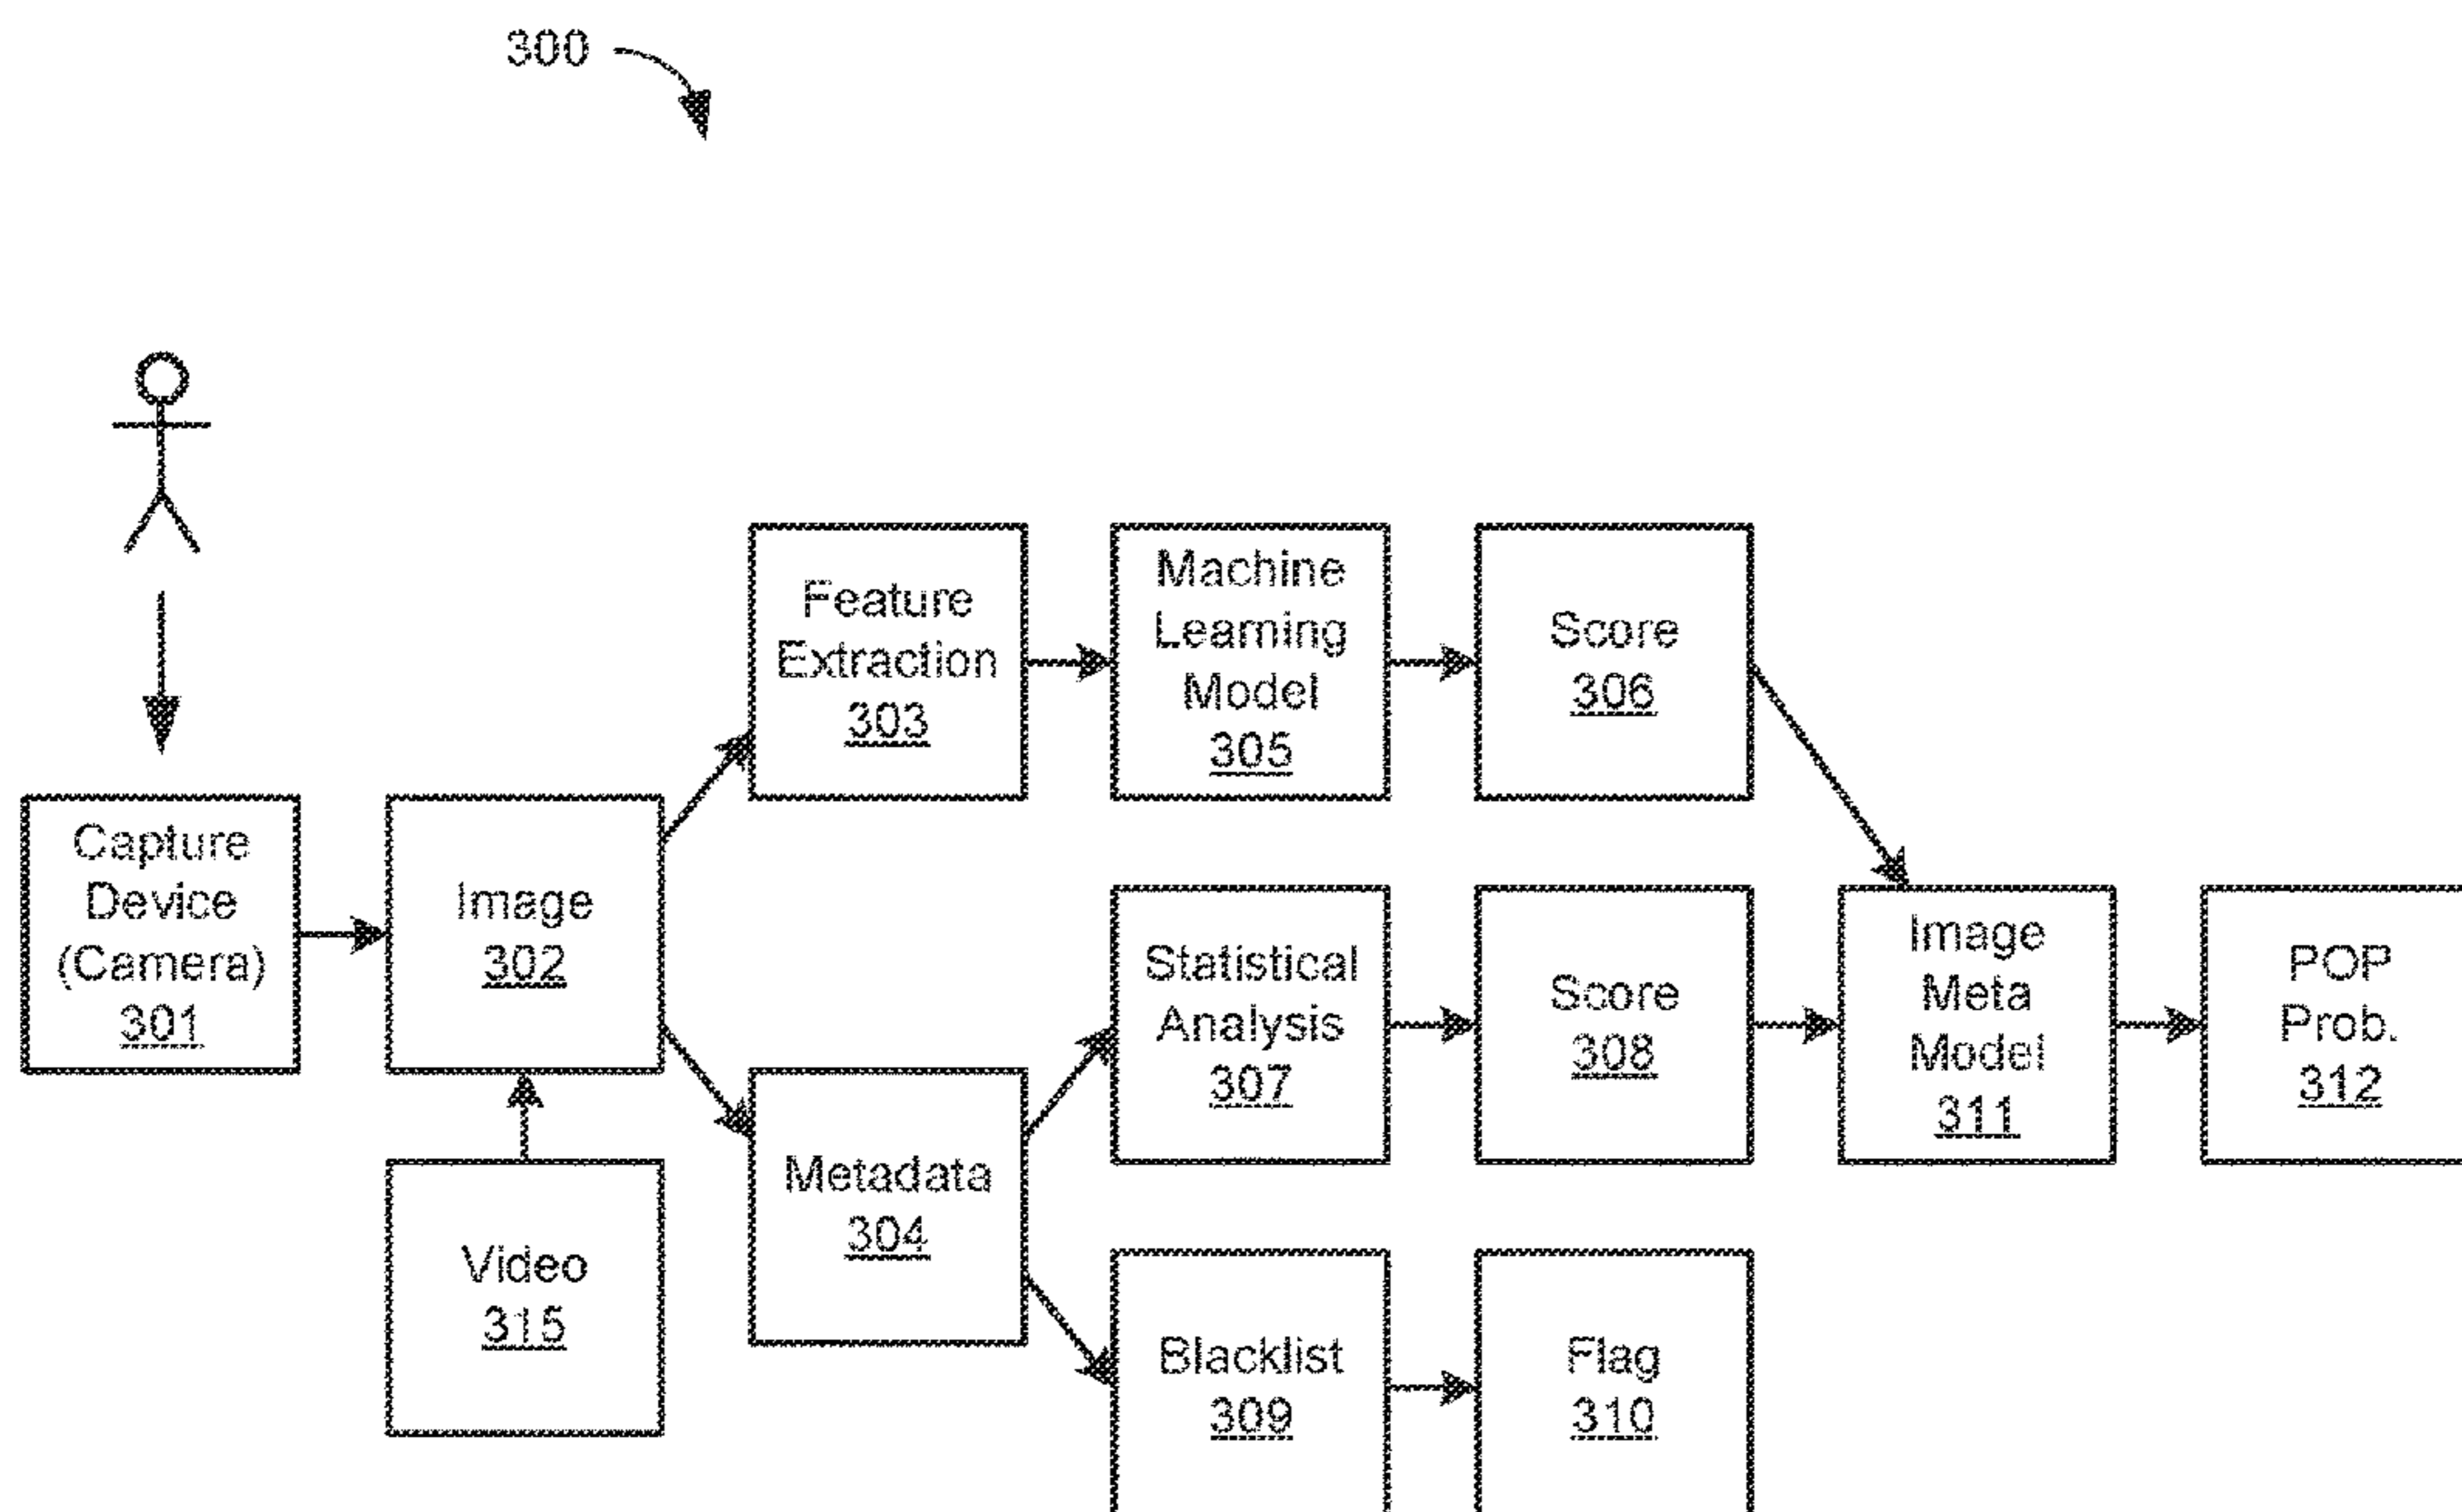 300
Capture
Device
(Camera)
301
Image
302
Video
315
Feature
Extraction
303
Metadata
304
Machine
Learning
Model
305
Statistical
Analysis
307
Blacklist
309
Score
306
Score
308
Flag
310
Image
Meta
Model
311
POP
Prob.
312